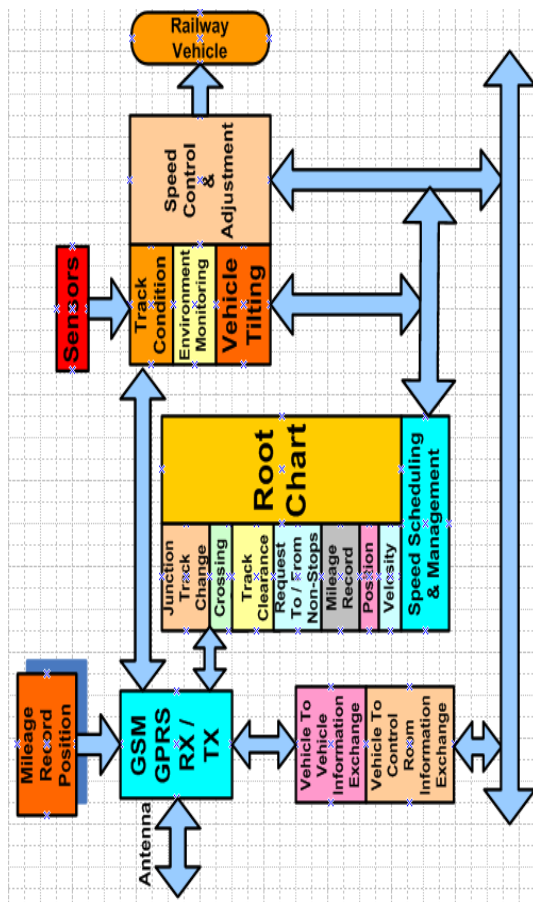 Railway
Vehicle
Speed
Control
&
Adjustment
Sensors
Track
Condition
Environment
Monitoring
Vehicle
Tilting
Root
Chart
Junction
Track
Change
Crossing
Track
Clearance
Request
To / From
Non-Stops
Mileage
Record
Position
Velosity
Speed Scheduling
& Management
Mileage
Record
Position
GSM
GPRS
RX /
TX
Antenna
Vehicle To
Vehicle
Information
Exchange
Vehicle To
Control
Room
Information
Exchange